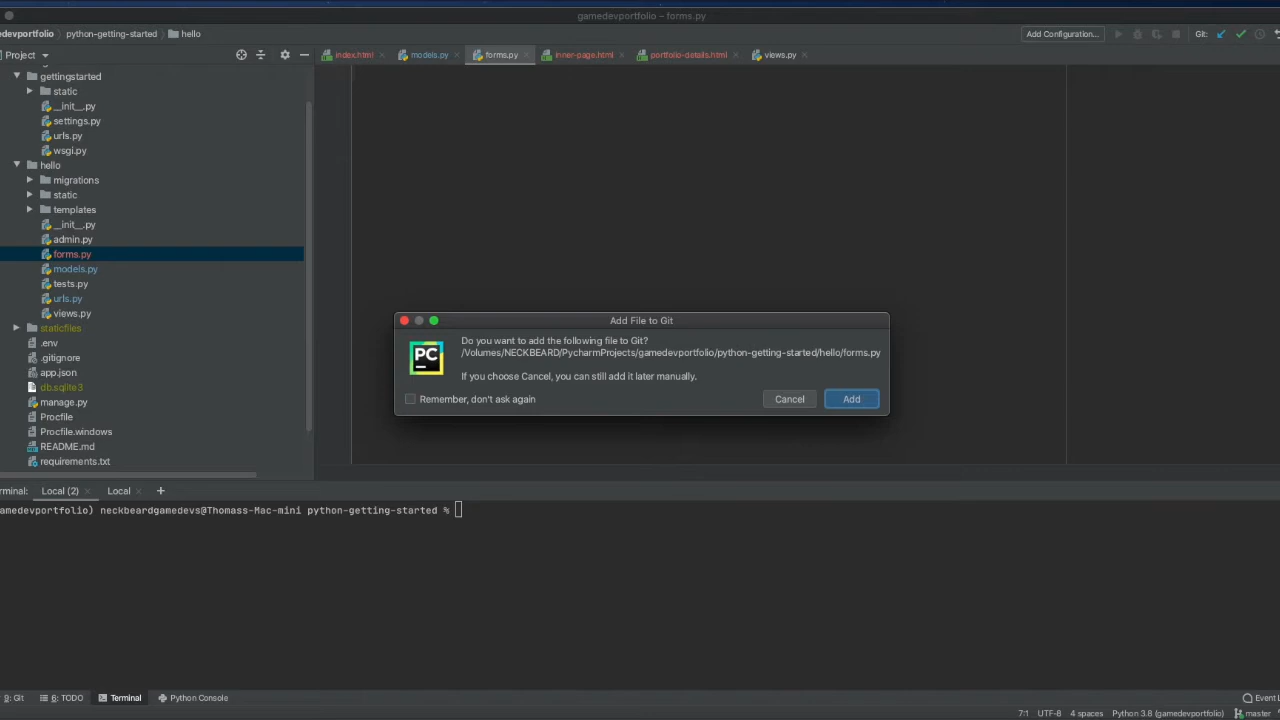 gamedevportfolio – forms.py
devportfolio python-getting-started hello
Add Configuration...
Git:
Project
index.html
models.py
forms.py
inner-page.html
portfolio-details.html
views.py
gettingstarted
static
__init__.py
settings.py
urls.py
wsgi.py
hello
migrations
static
templates
__init__.py
admin.py
forms.py
models.py
tests.py
urls.py
views.py
staticfiles
.env
.gitignore
app.json
db.sqlite3
manage.py
Procfile
Procfile.windows
README.md
requirements.txt
Add File to Git
PC
Do you want to add the following file to Git?
/Volumes/NECKBEARD/PycharmProjects/gamedevportfolio/python-getting-started/hello/forms.py
If you choose Cancel, you can still add it later manually.
Remember, don't ask again
Cancel
Add
rminal: Local (2) Local +
amedevportfolio) neckbeardgamedevs@Thomass-Mac-mini python-getting-started %
9: Git
6: TODO
Terminal
Python Console
Event L
7:1 UTF-8 4 spaces Python 3.8 (gamedevportfolio) master